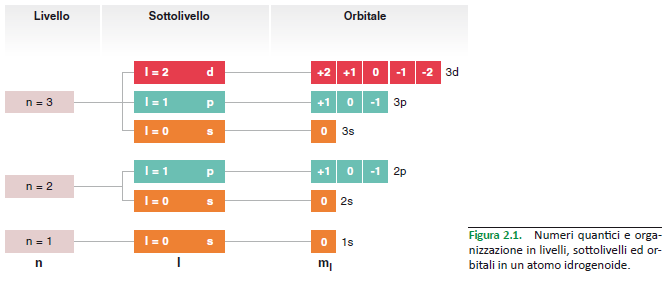 Livello Sottolivello Orbitale
l = 2 d +2 +1 0 -1 -2 3d
n = 3 l = 1 p +1 0 -1 3p
l = 0 s 0 3s
l = 1 p +1 0 -1 2p
n = 2
l = 0 s 0 2s
n = 1 l = 0 s 0 1s
n l ml
Figura 2.1. Numeri quantici e orga-
nizzazione in livelli, sottolivelli ed or-
bitali in un atomo idrogenoide.